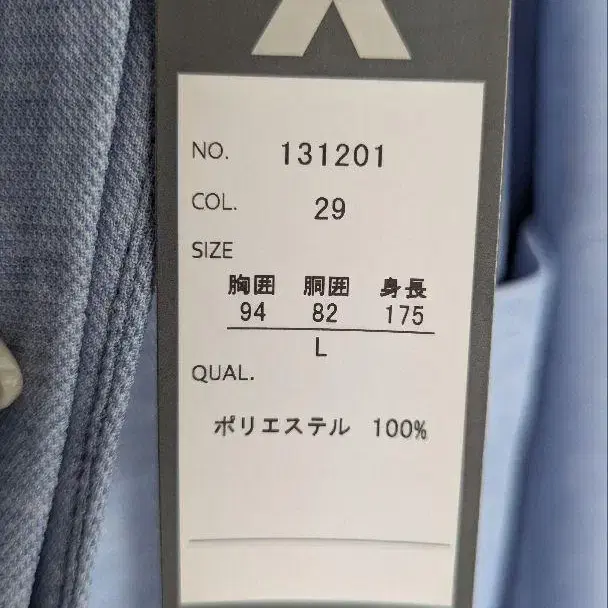 NO. 131201
COL. 29
SIZE
胸囲 胴囲 身長
94 82 175
L
QUAL.
ポリエステル 100%